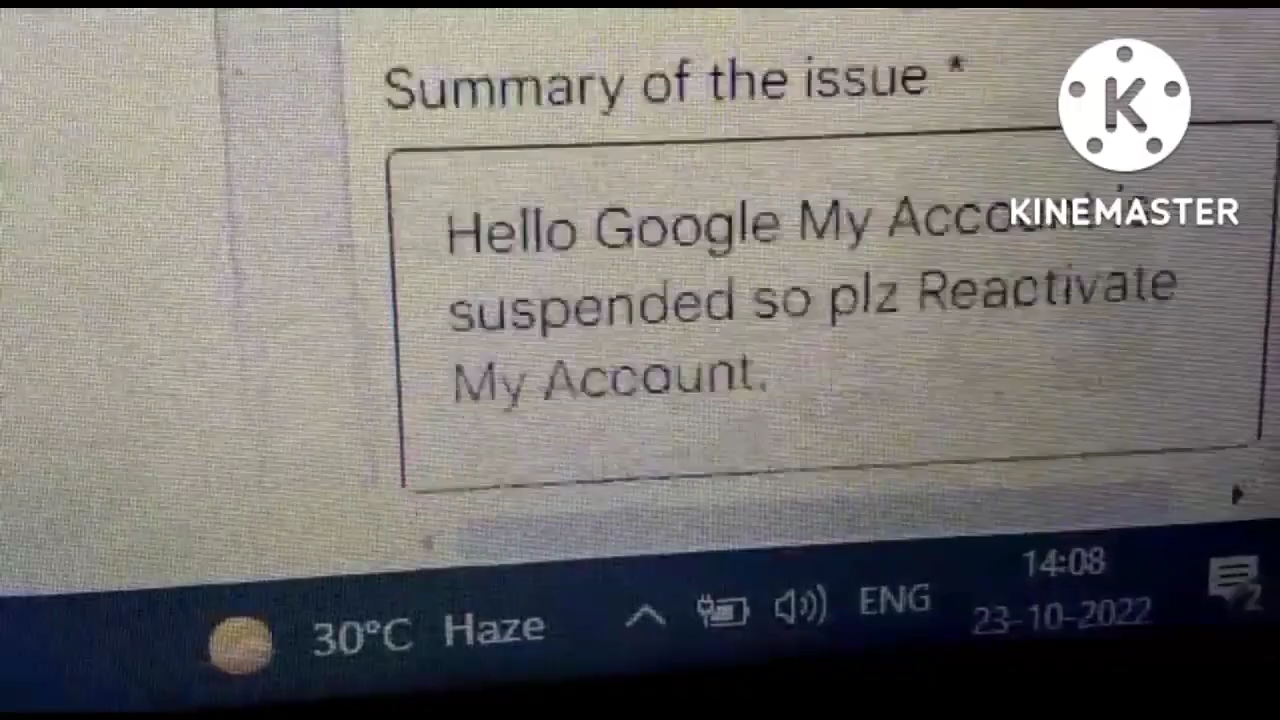 Summary of the issue *
K
KINEMASTER
Hello Google My
suspended so plz Reactivate
My Account.
30°C Haze
ENG
14:08
23-10-2022
2